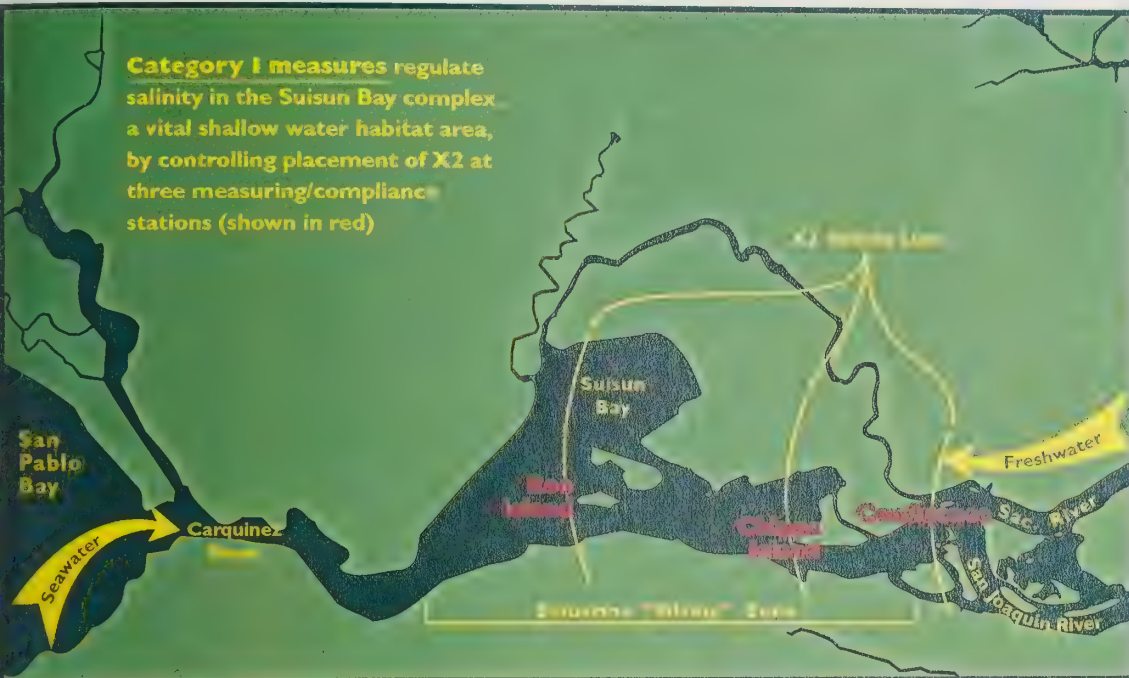 Category I measures regulate
salinity in the Suisun Bay complex
a vital shallow water habitat area,
by controlling placement of X2 at
three measuring/compliance
stations (shown in red)
Suisun
Bay
San
Pablo
Bay
Freshwater
Seawater
Carquinez
Island
Sac. River
San Joaquin River
Zone